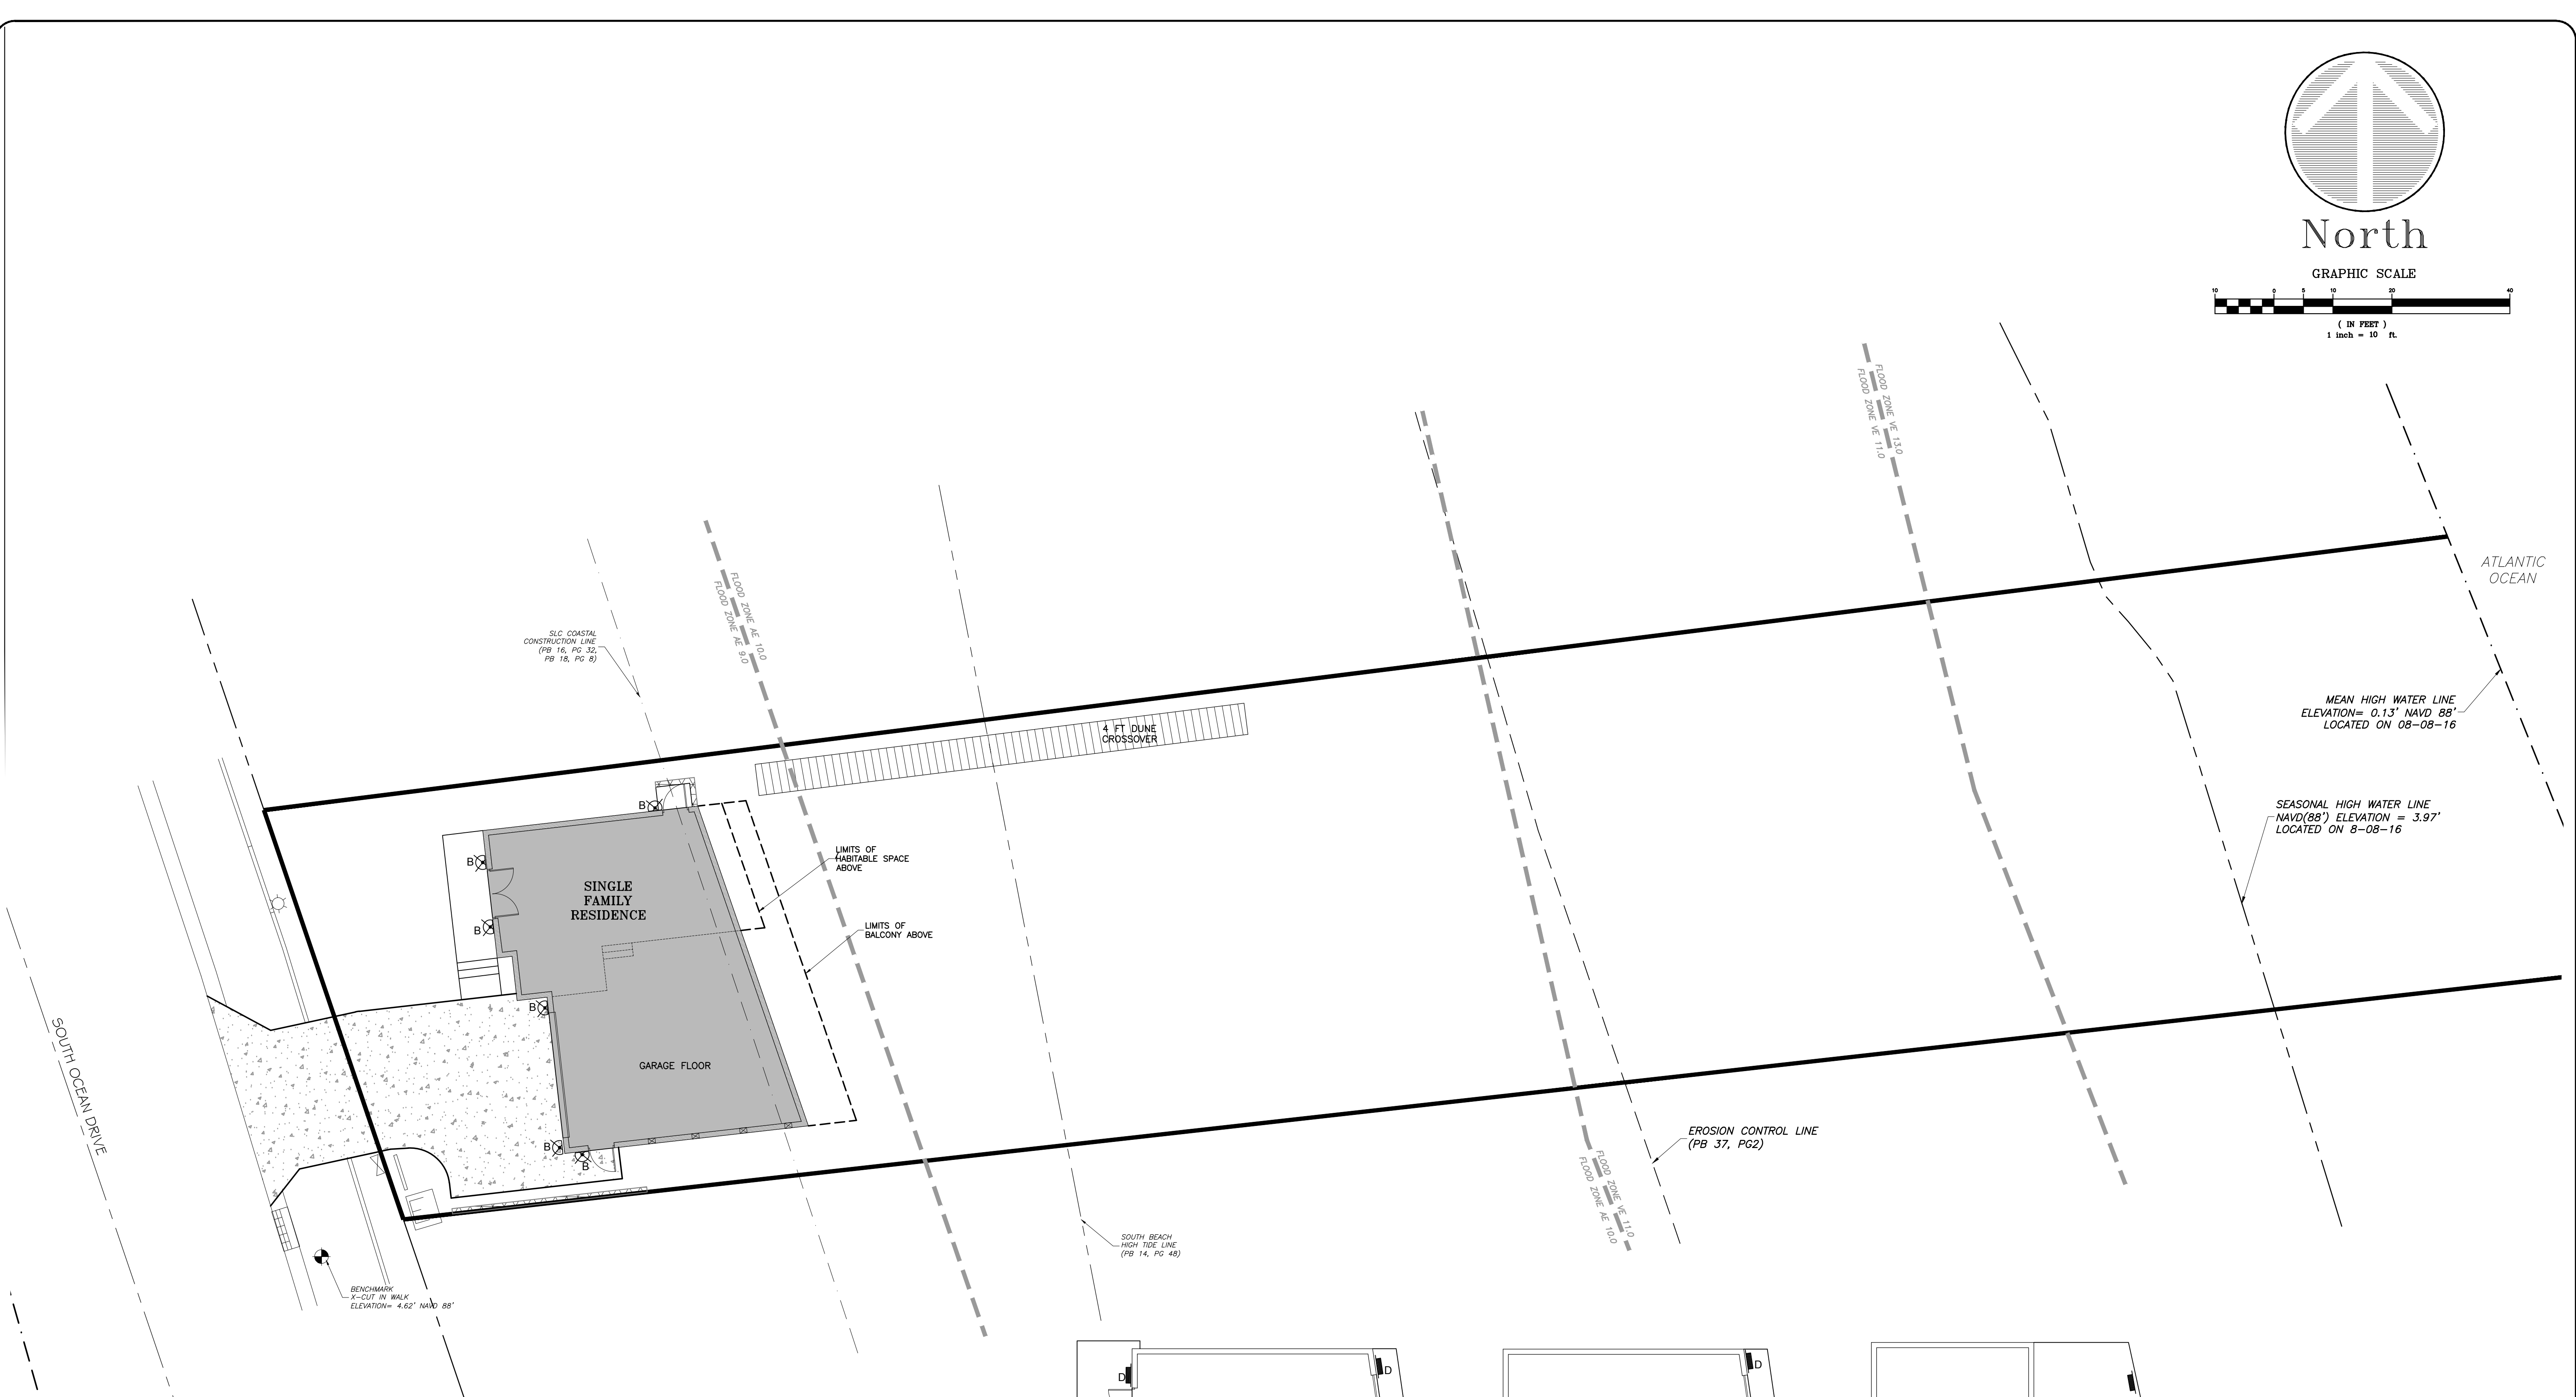 North
GRAPHIC SCALE
10 0 5 10 20 40
( IN FEET )
1 inch = 10 ft.
FLOOD ZONE VE 13.0
FLOOD ZONE VE 11.0
ATLANTIC
OCEAN
FLOOD ZONE AE 10.0
FLOOD ZONE AE 9.0
SLC COASTAL
CONSTRUCTION LINE
(PB 16, PG 32,
PB 18, PG 8)
MEAN HIGH WATER LINE
ELEVATION= 0.13' NAVD 88'
LOCATED ON 08-08-16
4 FT DUNE
CROSSOVER
SEASONAL HIGH WATER LINE
NAVD(88') ELEVATION = 3.97'
LOCATED ON 8-08-16
B
B
LIMITS OF
HABITABLE SPACE
ABOVE
SINGLE
FAMILY
RESIDENCE
B
LIMITS OF
BALCONY ABOVE
B
SOUTH OCEAN DRIVE
GARAGE FLOOR
B
B
EROSION CONTROL LINE
(PB 37, PG2)
FLOOD ZONE VE 11.0
FLOOD ZONE AE 10.0
SOUTH BEACH
HIGH TIDE LINE
(PB 14, PG 48)
BENCHMARK
X-CUT IN WALK
ELEVATION= 4.62' NAVD 88'
D
D
D